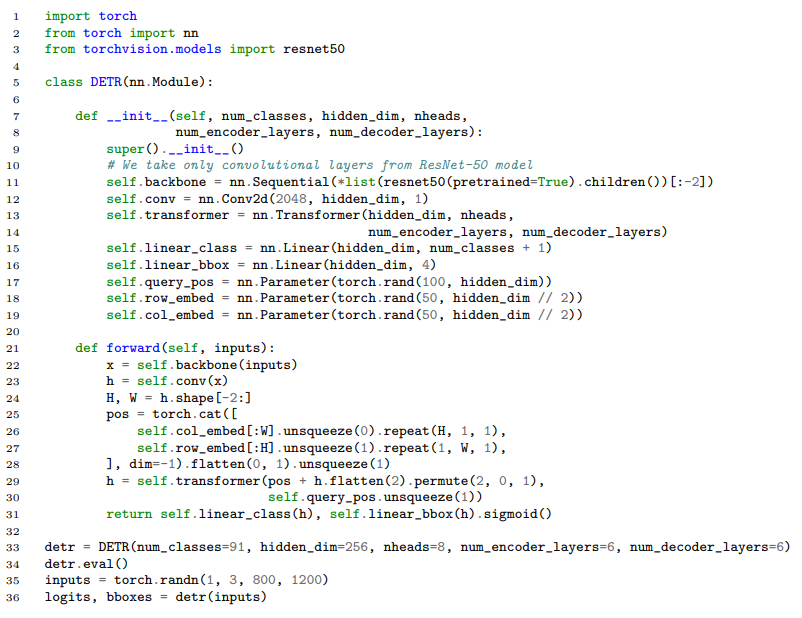 1 import torch
2 from torch import nn
3 from torchvision.models import resnet50
4
5 class DETR(nn.Module):
6
7     def __init__(self, num_classes, hidden_dim, nheads,
8                  num_encoder_layers, num_decoder_layers):
9         super().__init__()
10         # We take only convolutional layers from ResNet-50 model
11         self.backbone = nn.Sequential(*list(resnet50(pretrained=True).children())[:-2])
12         self.conv = nn.Conv2d(2048, hidden_dim, 1)
13         self.transformer = nn.Transformer(hidden_dim, nheads,
14                                           num_encoder_layers, num_decoder_layers)
15         self.linear_class = nn.Linear(hidden_dim, num_classes + 1)
16         self.linear_bbox = nn.Linear(hidden_dim, 4)
17         self.query_pos = nn.Parameter(torch.rand(100, hidden_dim))
18         self.row_embed = nn.Parameter(torch.rand(50, hidden_dim // 2))
19         self.col_embed = nn.Parameter(torch.rand(50, hidden_dim // 2))
20
21     def forward(self, inputs):
22         x = self.backbone(inputs)
23         h = self.conv(x)
24         H, W = h.shape[-2:]
25         pos = torch.cat([
26             self.col_embed[:W].unsqueeze(0).repeat(H, 1, 1),
27             self.row_embed[:H].unsqueeze(1).repeat(1, W, 1),
28         ], dim=-1).flatten(0, 1).unsqueeze(1)
29         h = self.transformer(pos + h.flatten(2).permute(2, 0, 1),
30                              self.query_pos.unsqueeze(1))
31         return self.linear_class(h), self.linear_bbox(h).sigmoid()
32
33 detr = DETR(num_classes=91, hidden_dim=256, nheads=8, num_encoder_layers=6, num_decoder_layers=6)
34 detr.eval()
35 inputs = torch.randn(1, 3, 800, 1200)
36 logits, bboxes = detr(inputs)